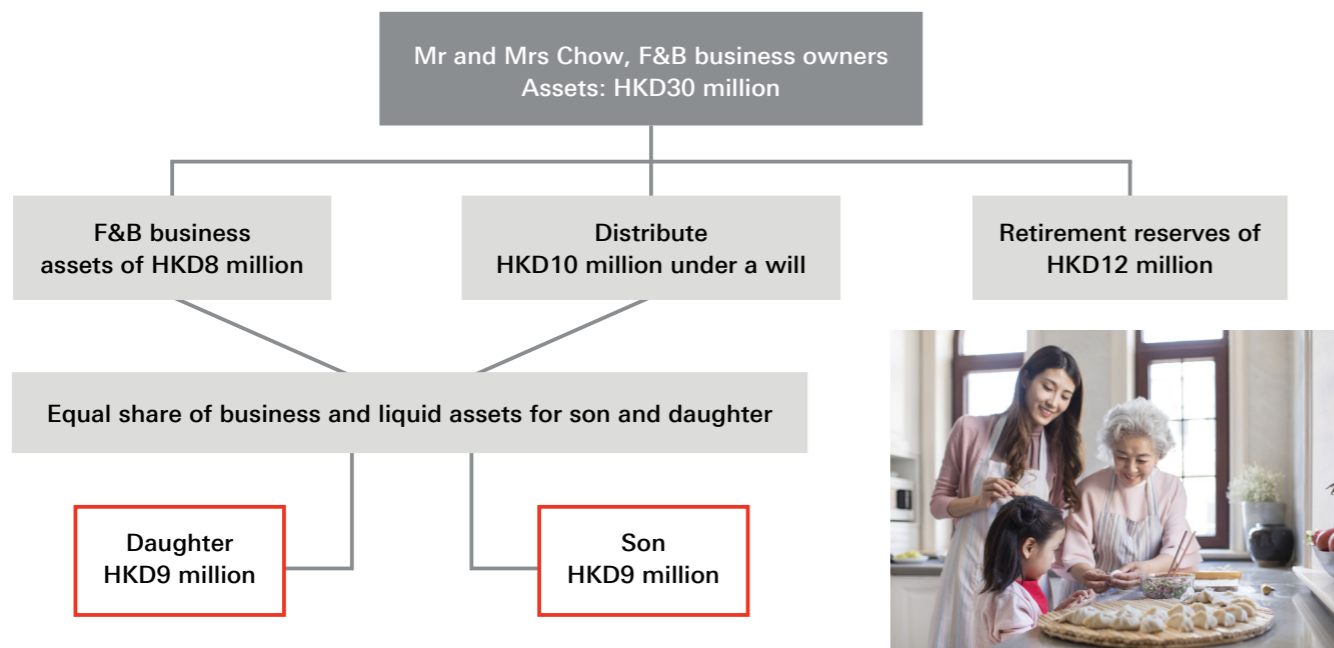 Mr and Mrs Chow, F&B business owners
Assets: HKD30 million
F&B business
assets of HKD8 million
Distribute
HKD10 million under a will
Retirement reserves of
HKD12 million
Equal share of business and liquid assets for son and daughter
Daughter
HKD9 million
Son
HKD9 million